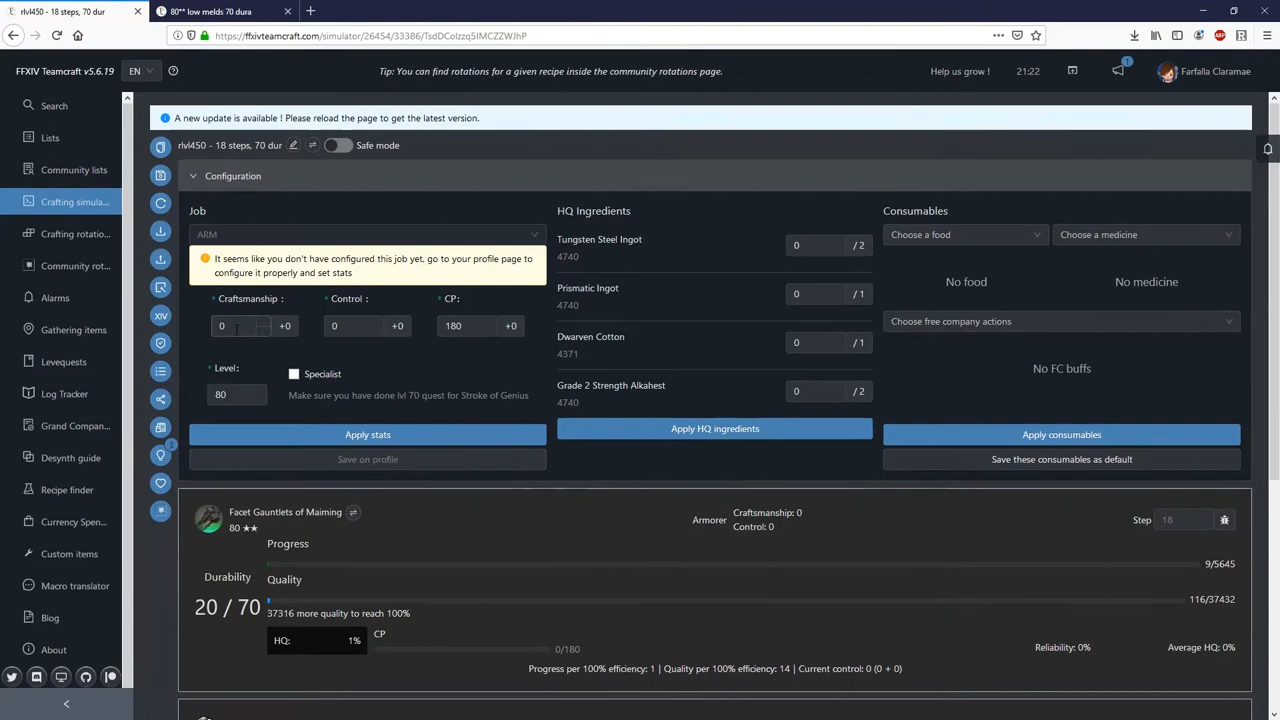 rlvl450 - 18 steps, 70 dur
80** low melds 70 dura
https://ffxivteamcraft.com/simulator/26454/33386/TsdDColzzq5IMCZZWJhP
FFXIV Teamcraft v5.6.19
EN
Tip: You can find rotations for a given recipe inside the community rotations page.
Help us grow !
21:22
1
Farfalla Claramae
Search
Lists
Community lists
Crafting simula...
Crafting rotatio...
Community rot...
Alarms
Gathering items
Levequests
Log Tracker
Grand Compan...
Desynth guide
Recipe finder
Currency Spen...
Custom items
Macro translator
Blog
About
A new update is available ! Please reload the page to get the latest version.
rlvl450 - 18 steps, 70 dur
Safe mode
XIV
3
Configuration
Job
ARM
It seems like you don't have configured this job yet, go to your profile page to
configure it properly and set stats
* Craftsmanship :
* Control :
* CP:
0
+0
0
+0
180
+0
* Level:
80
Specialist
Make sure you have done lvl 70 quest for Stroke of Genius
Apply stats
Save on profile
HQ Ingredients
Tungsten Steel Ingot
4740
0
/ 2
Prismatic Ingot
4740
0
/ 1
Dwarven Cotton
4371
0
/ 1
Grade 2 Strength Alkahest
4740
0
/ 2
Apply HQ ingredients
Consumables
Choose a food
Choose a medicine
No food
No medicine
Choose free company actions
No FC buffs
Apply consumables
Save these consumables as default
Facet Gauntlets of Maiming
80 ★★
Armorer
Craftsmanship: 0
Control: 0
Step
18
Progress
9/5645
Durability
20 / 70
Quality
116/37432
37316 more quality to reach 100%
HQ:
1%
CP
0/180
Reliability: 0%
Average HQ: 0%
Progress per 100% efficiency: 1 | Quality per 100% efficiency: 14 | Current control: 0 (0 + 0)